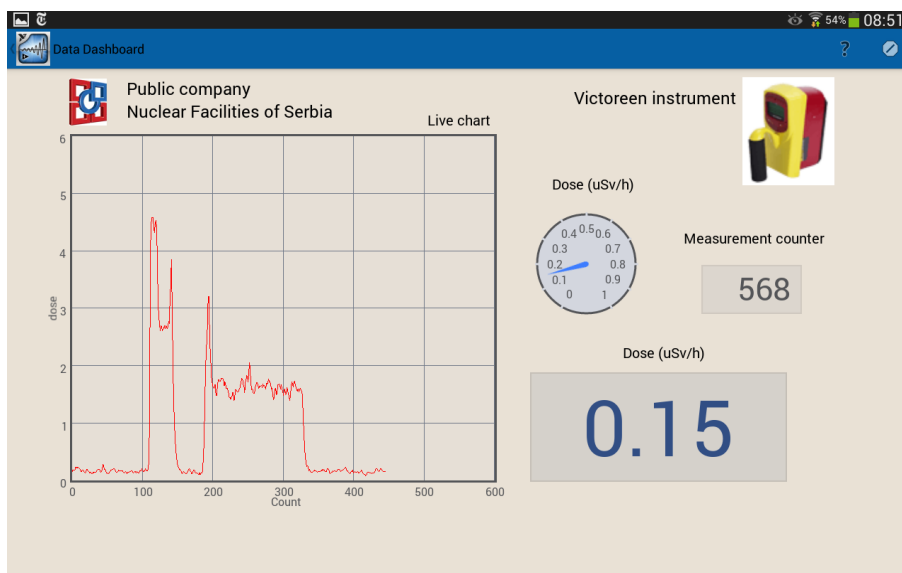 54% 08:51
Data Dashboard ?
Public company
Nuclear Facilities of Serbia
Live chart
Victoreen instrument
6
5
4
3
2
1
0
dose
0 100 200 300 400 500 600
Count
Dose (uSv/h)
0 0.1 0.2 0.3 0.4 0.5 0.6 0.7 0.8 0.9 1
Measurement counter
568
Dose (uSv/h)
0.15